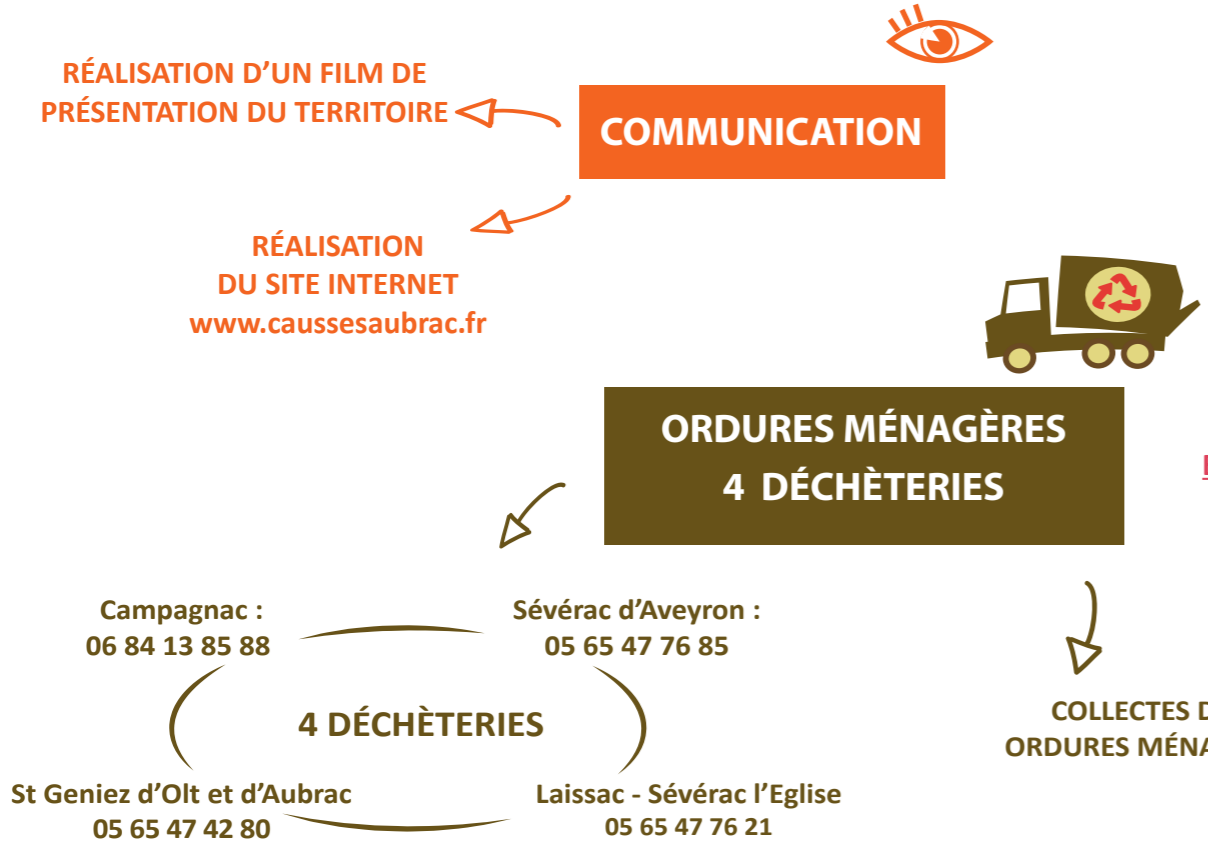 RÉALISATION D’UN FILM DE
PRÉSENTATION DU TERRITOIRE
COMMUNICATION
RÉALISATION
DU SITE INTERNET
www.caussesaubrac.fr
ORDURES MÉNAGÈRES
4 DÉCHÈTERIES
Campagnac :
06 84 13 85 88
Sévérac d’Aveyron :
05 65 47 76 85
4 DÉCHÈTERIES
St Geniez d’Olt et d’Aubrac
05 65 47 42 80
Laissac - Sévérac l’Eglise
05 65 47 76 21
COLLECTES
ORDURES